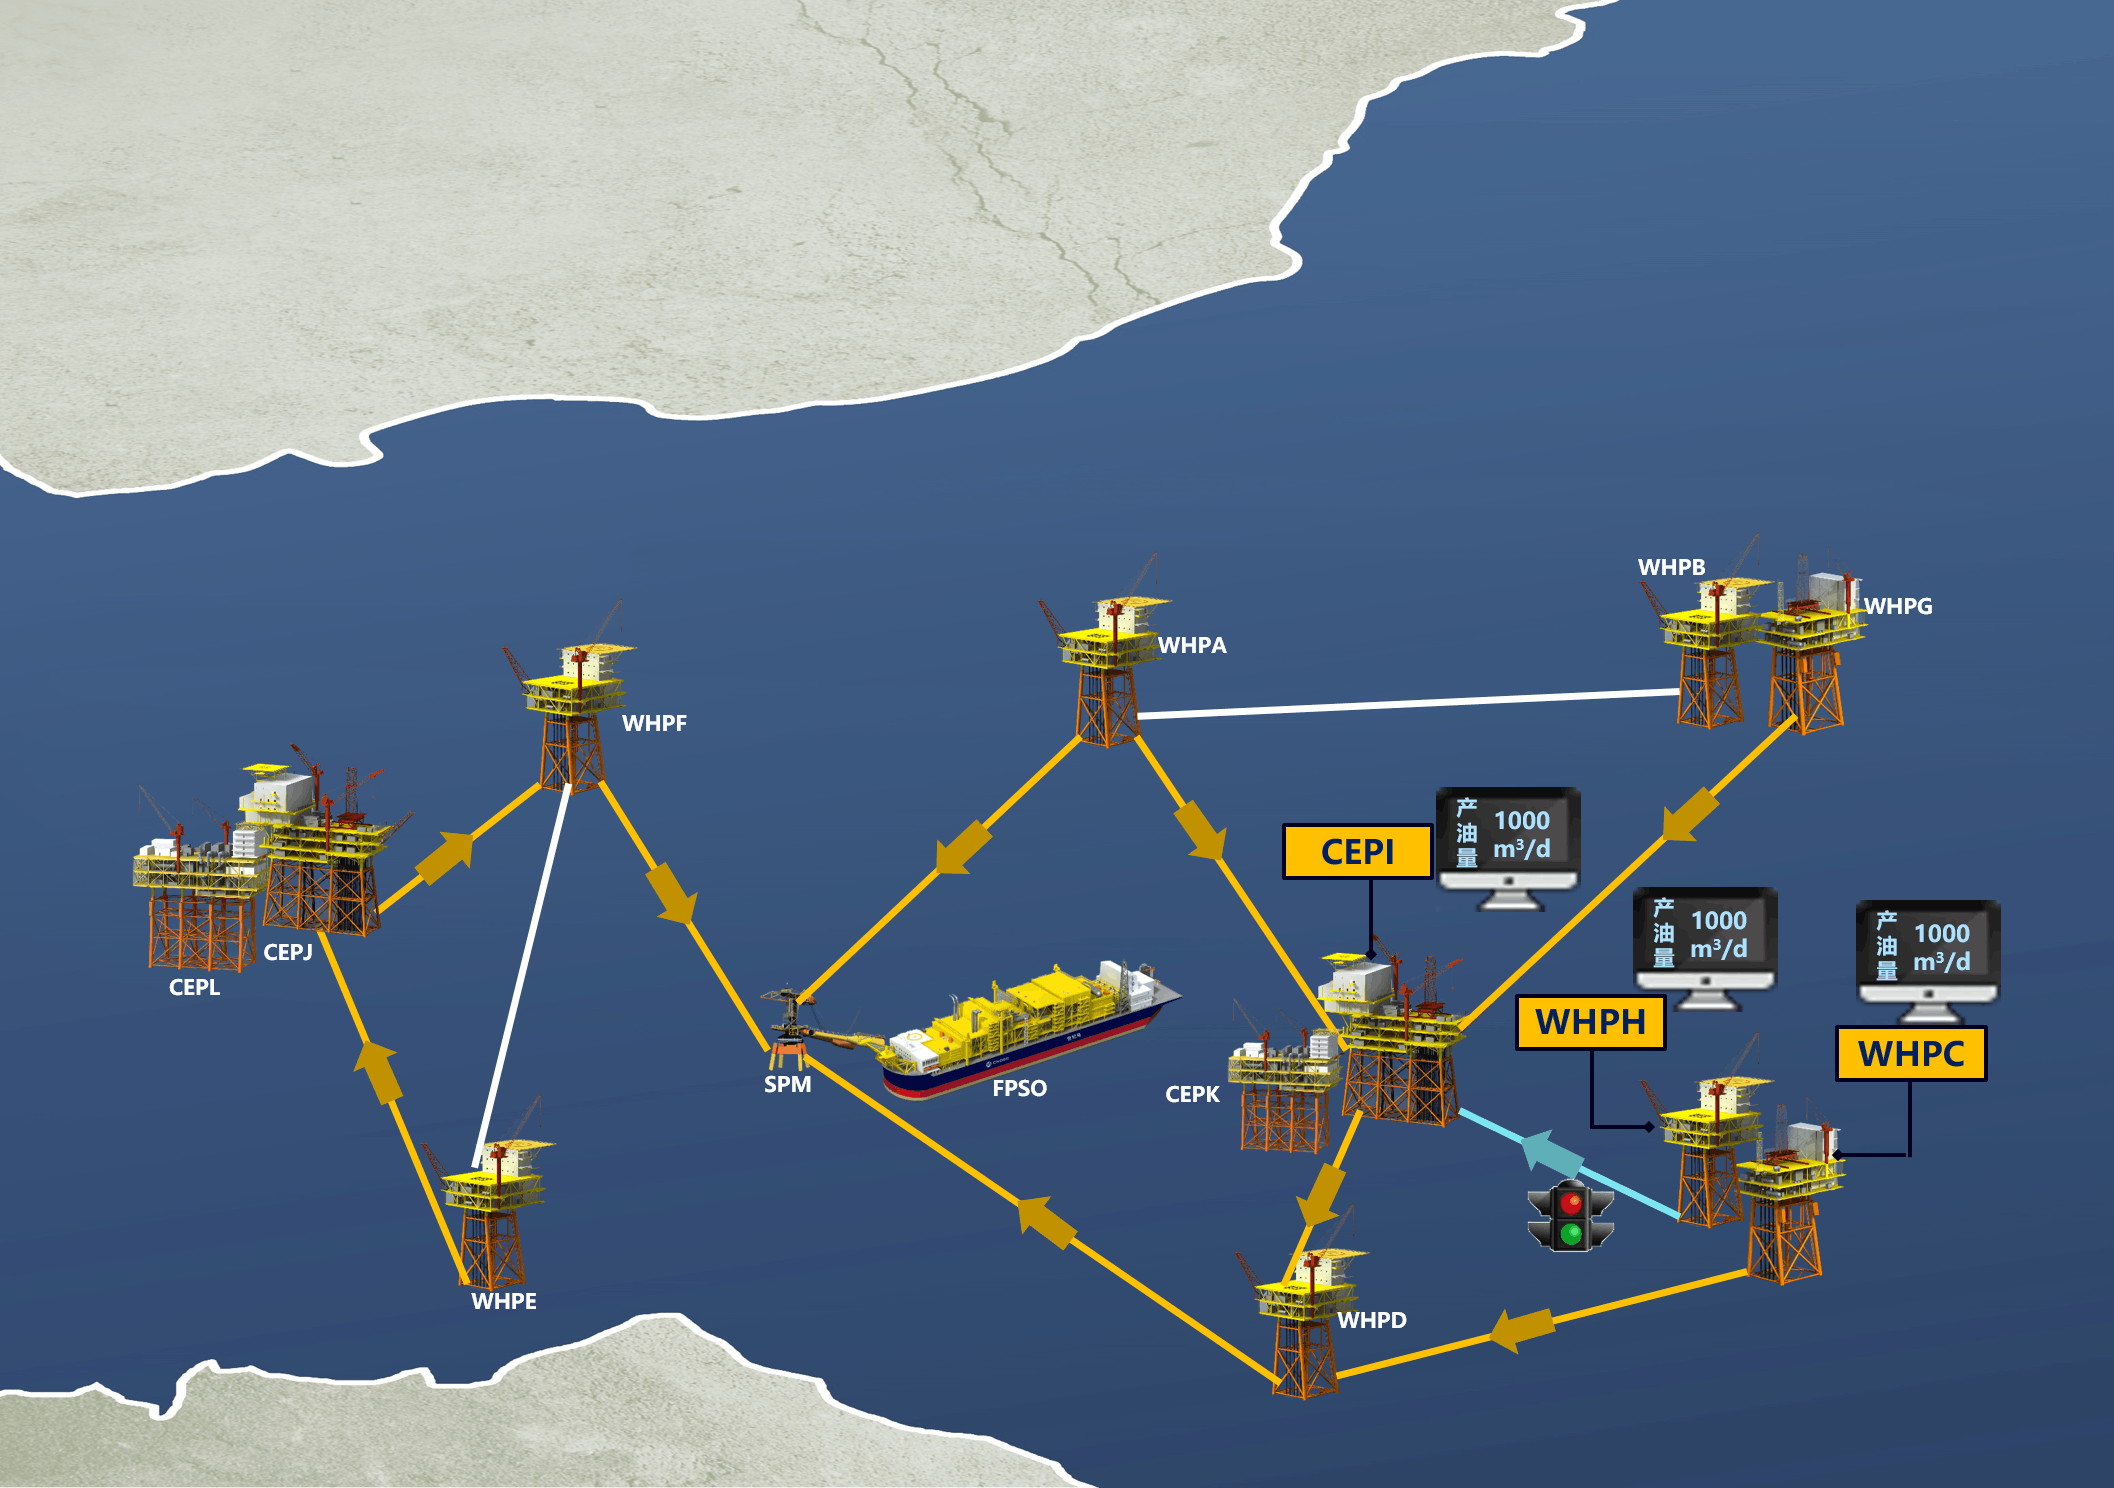 WHPB
WHPG
WHPA
WHPF
CEPI
产油量
1000
m³/d
产油量
1000
m³/d
产油量
1000
m³/d
CEPJ
CEPL
WHPH
WHPC
SPM
FPSO
CEPK
WHPE
WHPD